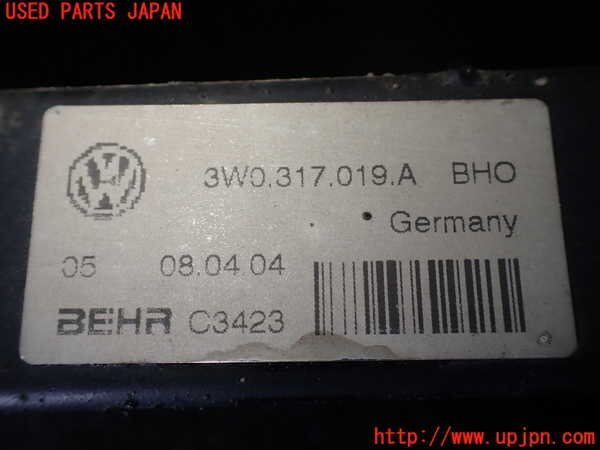 USED PARTS JAPAN
3W0.317.019.A BHO
Germany
05 08.04.04
BEHR C3423
http://www.upjpn.com/